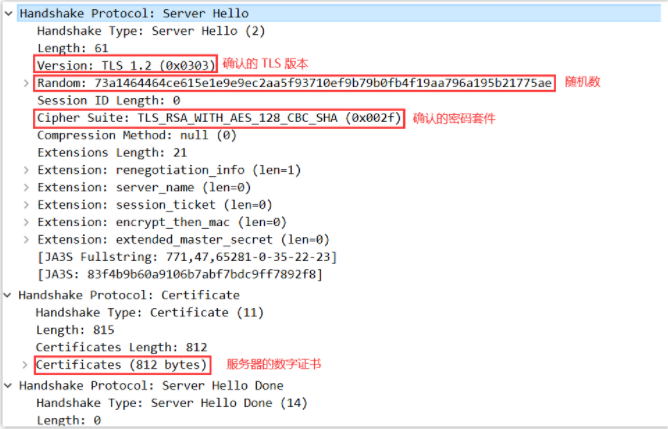 Handshake Protocol: Server Hello
Handshake Type: Server Hello (2)
Length: 61
Version: TLS 1.2 (0x0303) 确认的 TLS 版本
Random: 73a1464464ce615e1e9e9ec2aa5f93710ef9b79b0fb4f19aa796a195b21775ae 随机数
Session ID Length: 0
Cipher Suite: TLS_RSA_WITH_AES_128_CBC_SHA (0x002f) 确认的密码套件
Compression Method: null (0)
Extensions Length: 21
Extension: renegotiation_info (len=1)
Extension: server_name (len=0)
Extension: session_ticket (len=0)
Extension: encrypt_then_mac (len=0)
Extension: extended_master_secret (len=0)
[JA3S Fullstring: 771,47,65281-0-35-22-23]
[JA3S: 83f4b9b60a9106b7abf7bdc9ff7892f8]
Handshake Protocol: Certificate
Handshake Type: Certificate (11)
Length: 815
Certificates Length: 812
Certificates (812 bytes) 服务器的数字证书
Handshake Protocol: Server Hello Done
Handshake Type: Server Hello Done (14)
Length: 0